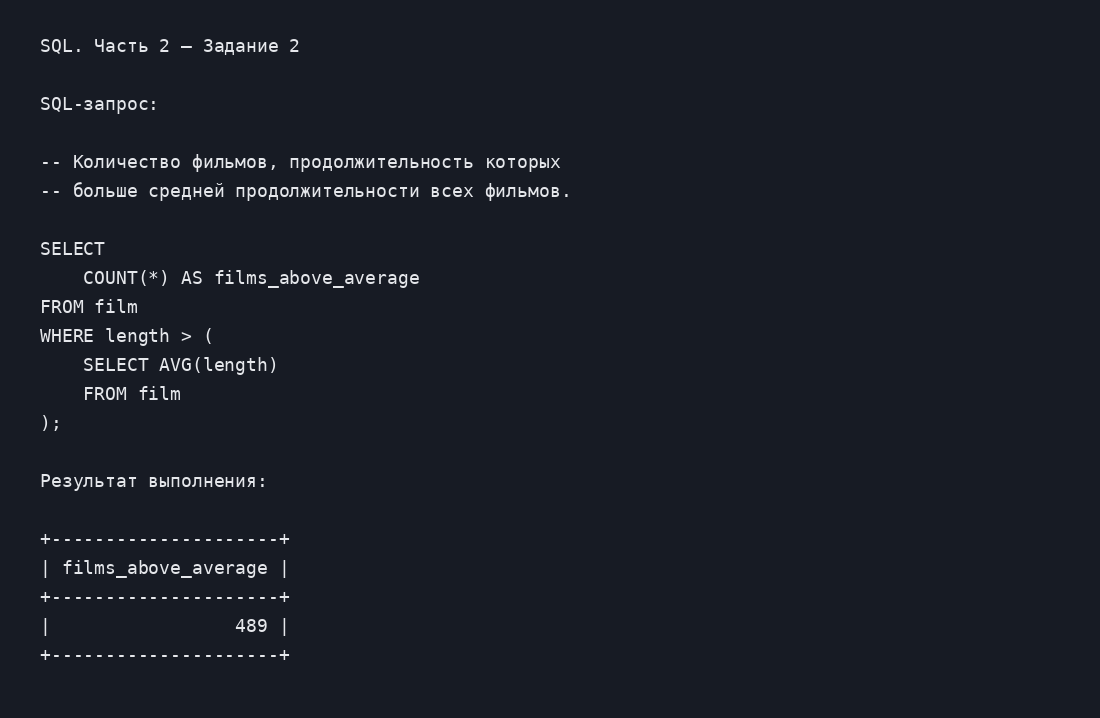 SQL. Часть 2 — Задание 2
SQL-запрос:
-- Количество фильмов, продолжительность которых
-- больше средней продолжительности всех фильмов.
SELECT
    COUNT(*) AS films_above_average
FROM film
WHERE length > (
    SELECT AVG(length)
    FROM film
);
Результат выполнения:
+---------------------+
| films_above_average |
+---------------------+
|                 489 |
+---------------------+